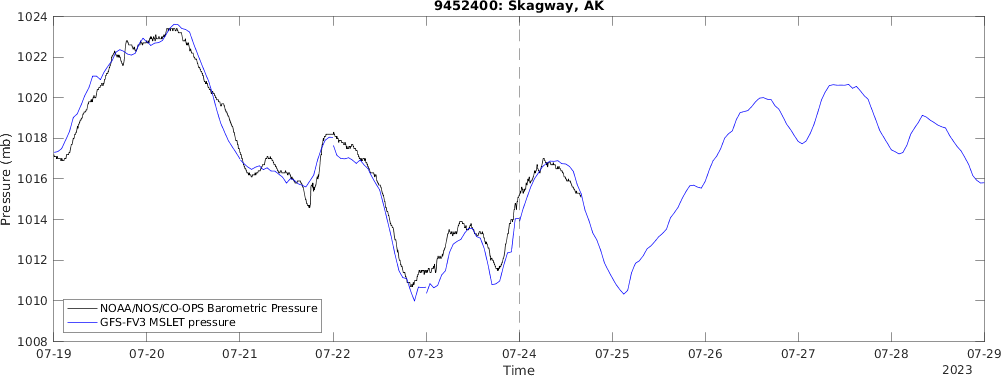 9452400: Skagway, AK
1024
1022
1020
1018
1016
1014
1012
1010
1008
Pressure (mb)
NOAA/NOS/CO-OPS Barometric Pressure
GFS-FV3 MSLET pressure
07-19 07-20 07-21 07-22 07-23 07-24 07-25 07-26 07-27 07-28 07-29
Time
2023